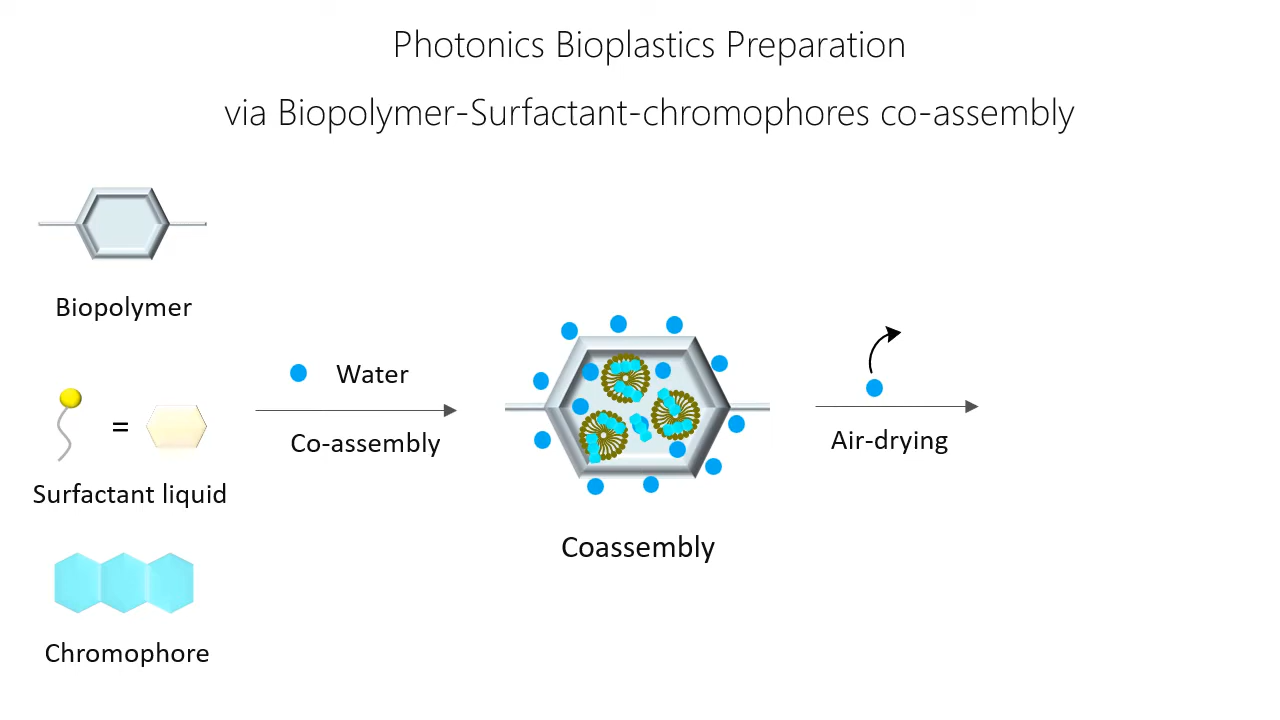 Photonics Bioplastics Preparation
via Biopolymer-Surfactant-chromophores co-assembly
Biopolymer
=
Surfactant liquid
Chromophore
Water
Co-assembly
Coassembly
Air-drying